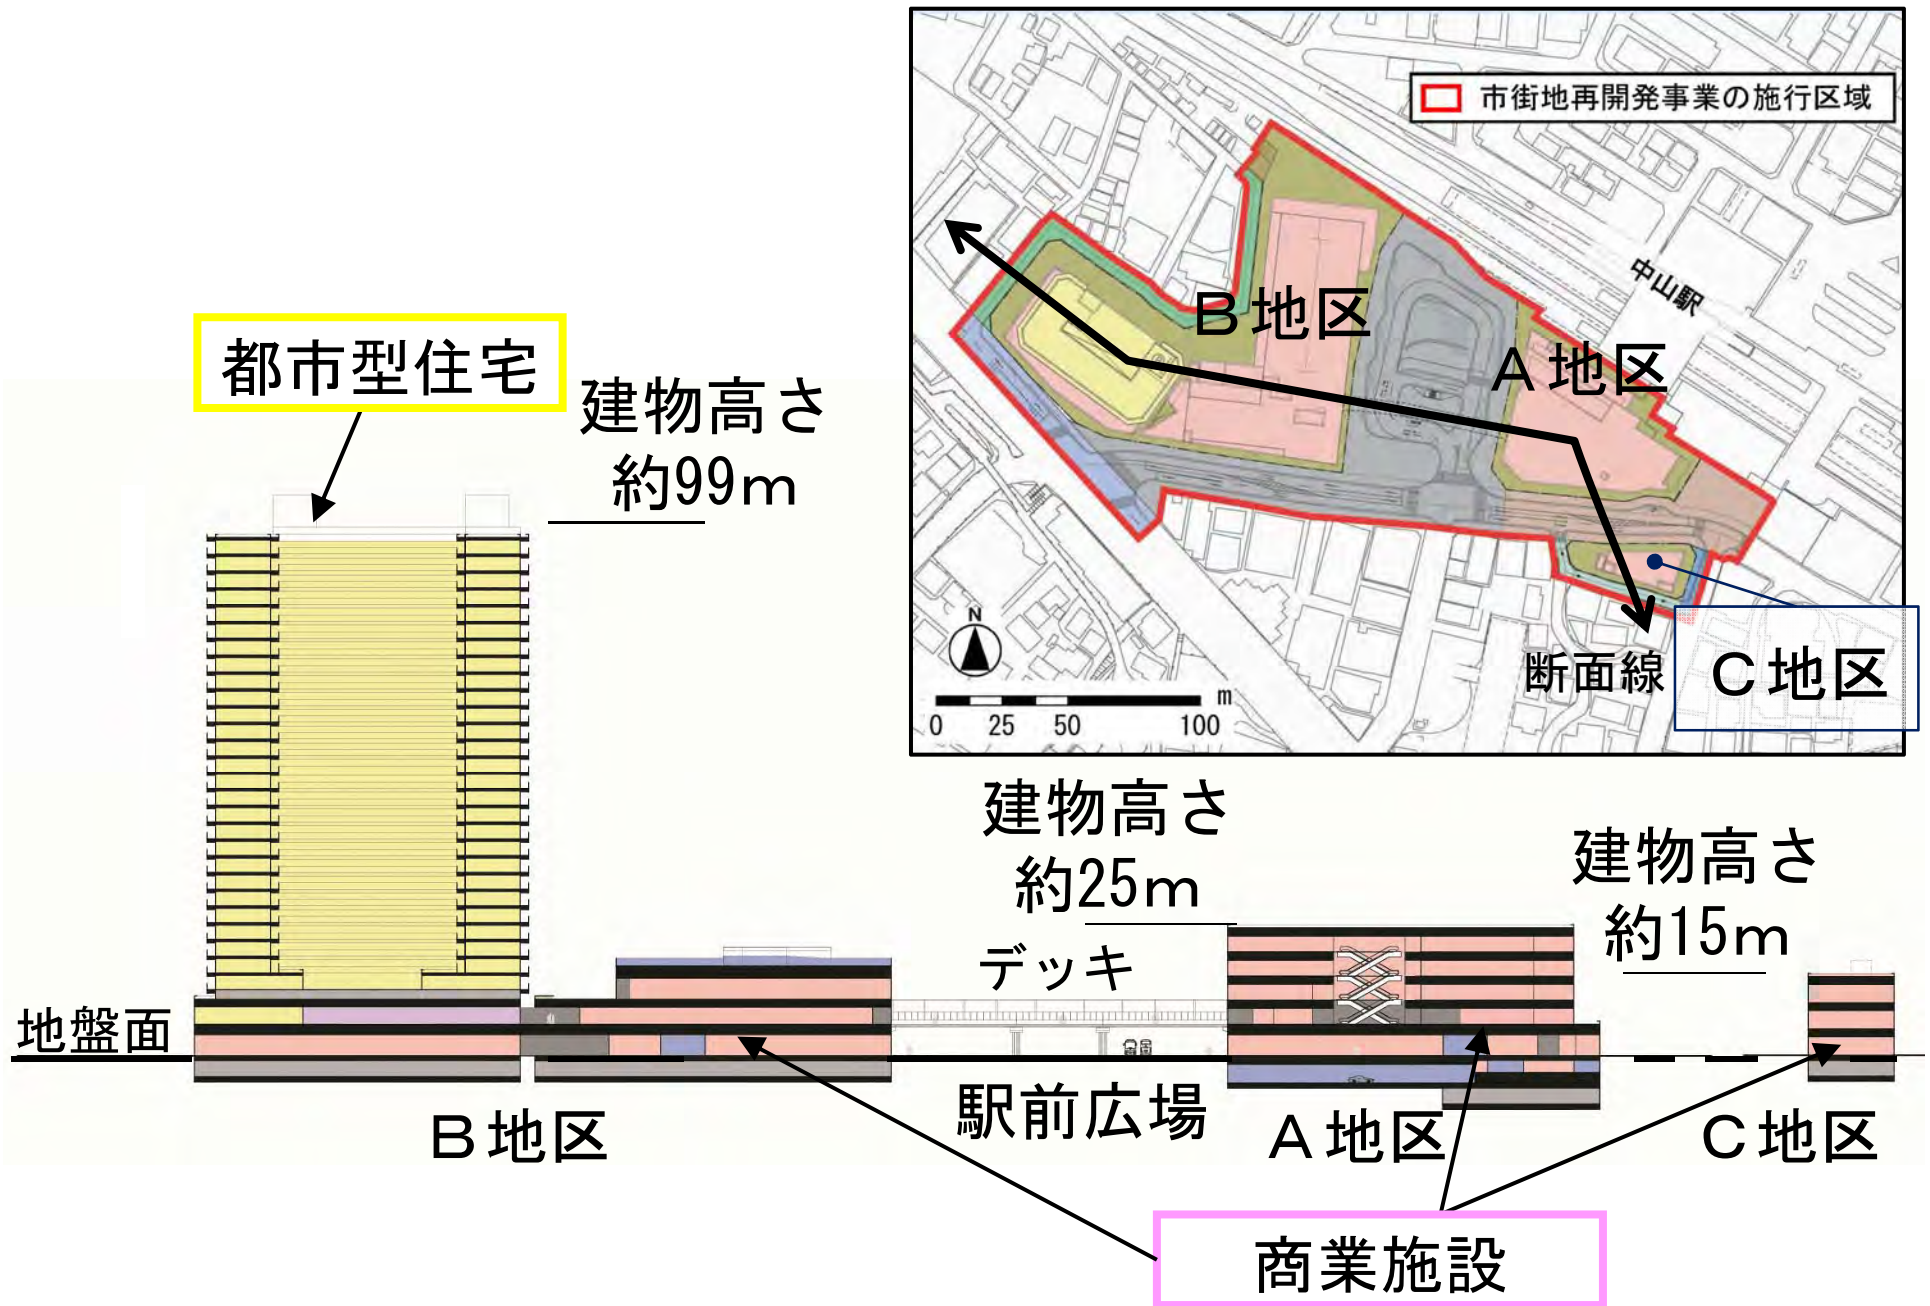 市街地再開発事業の施行区域
中山駅
B地区
A地区
N
m
0 25 50 100
断面線
C地区
都市型住宅
建物高さ
約99m
建物高さ
約25m
建物高さ
約15m
デッキ
地盤面
駅前広場
B地区
A地区
C地区
商業施設